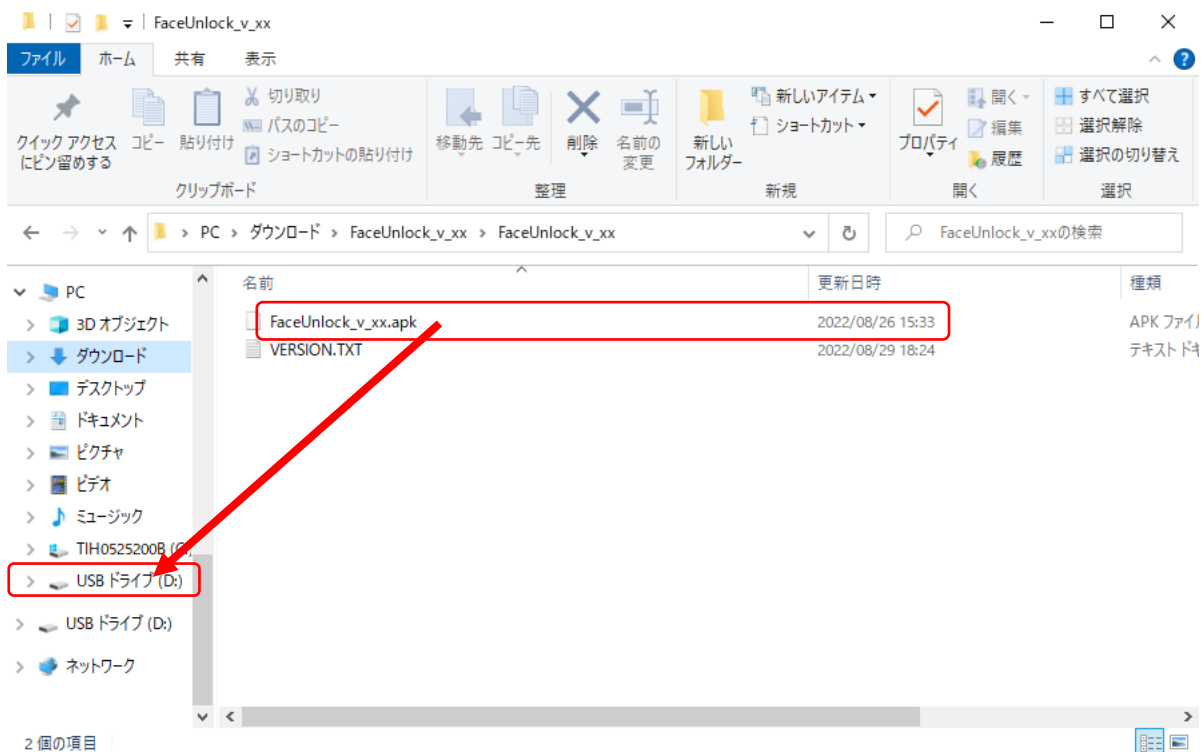 FaceUnlock_v_xx
ファイル ホーム 共有 表示
クイック アクセス
にピン留めする
コピー
貼り付け
切り取り
パスのコピー
ショートカットの貼り付け
クリップボード
移動先
コピー先
削除
名前の
変更
整理
新しい
フォルダー
新しいアイテム
ショートカット
新規
プロパティ
開く
編集
履歴
開く
すべて選択
選択解除
選択の切り替え
選択
PC › ダウンロード › FaceUnlock_v_xx › FaceUnlock_v_xx
FaceUnlock_v_xxの検索
名前 更新日時 種類
FaceUnlock_v_xx.apk 2022/08/26 15:33 APK ファイ
VERSION.TXT 2022/08/29 18:24 テキスト ド
PC
3D オブジェクト
ダウンロード
デスクトップ
ドキュメント
ピクチャ
ビデオ
ミュージック
TIH0525200B
USB ドライブ (D:)
USB ドライブ (D:)
ネットワーク
2 個の項目